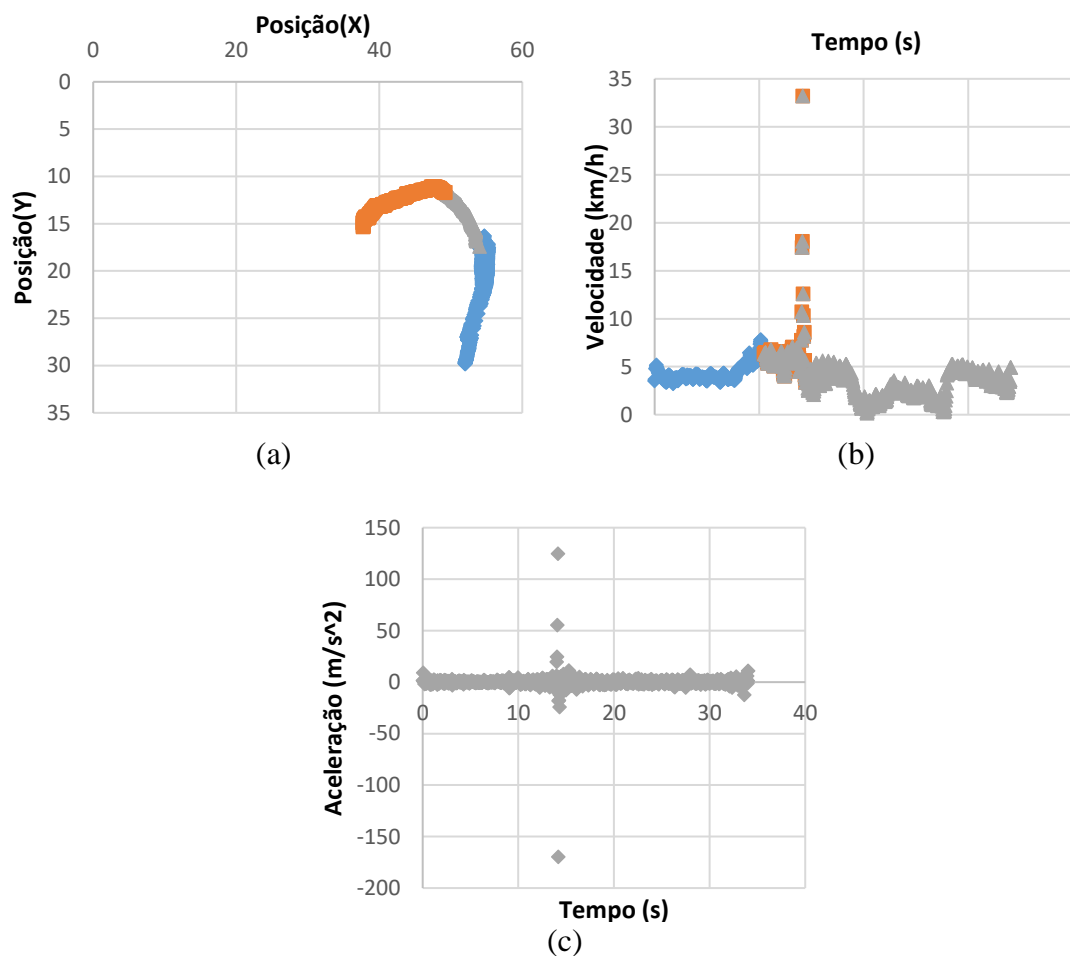 Posição(X)
0 20 40 60
0
5
10
15
20
25
30
35
Posição(Y)
(a)
Tempo (s)
35
30
25
20
15
10
5
0
Velocidade (km/h)
(b)
150
100
50
0
-50
-100
-150
-200
0 10 20 30 40
Aceleração (m/s^2)
Tempo (s)
(c)